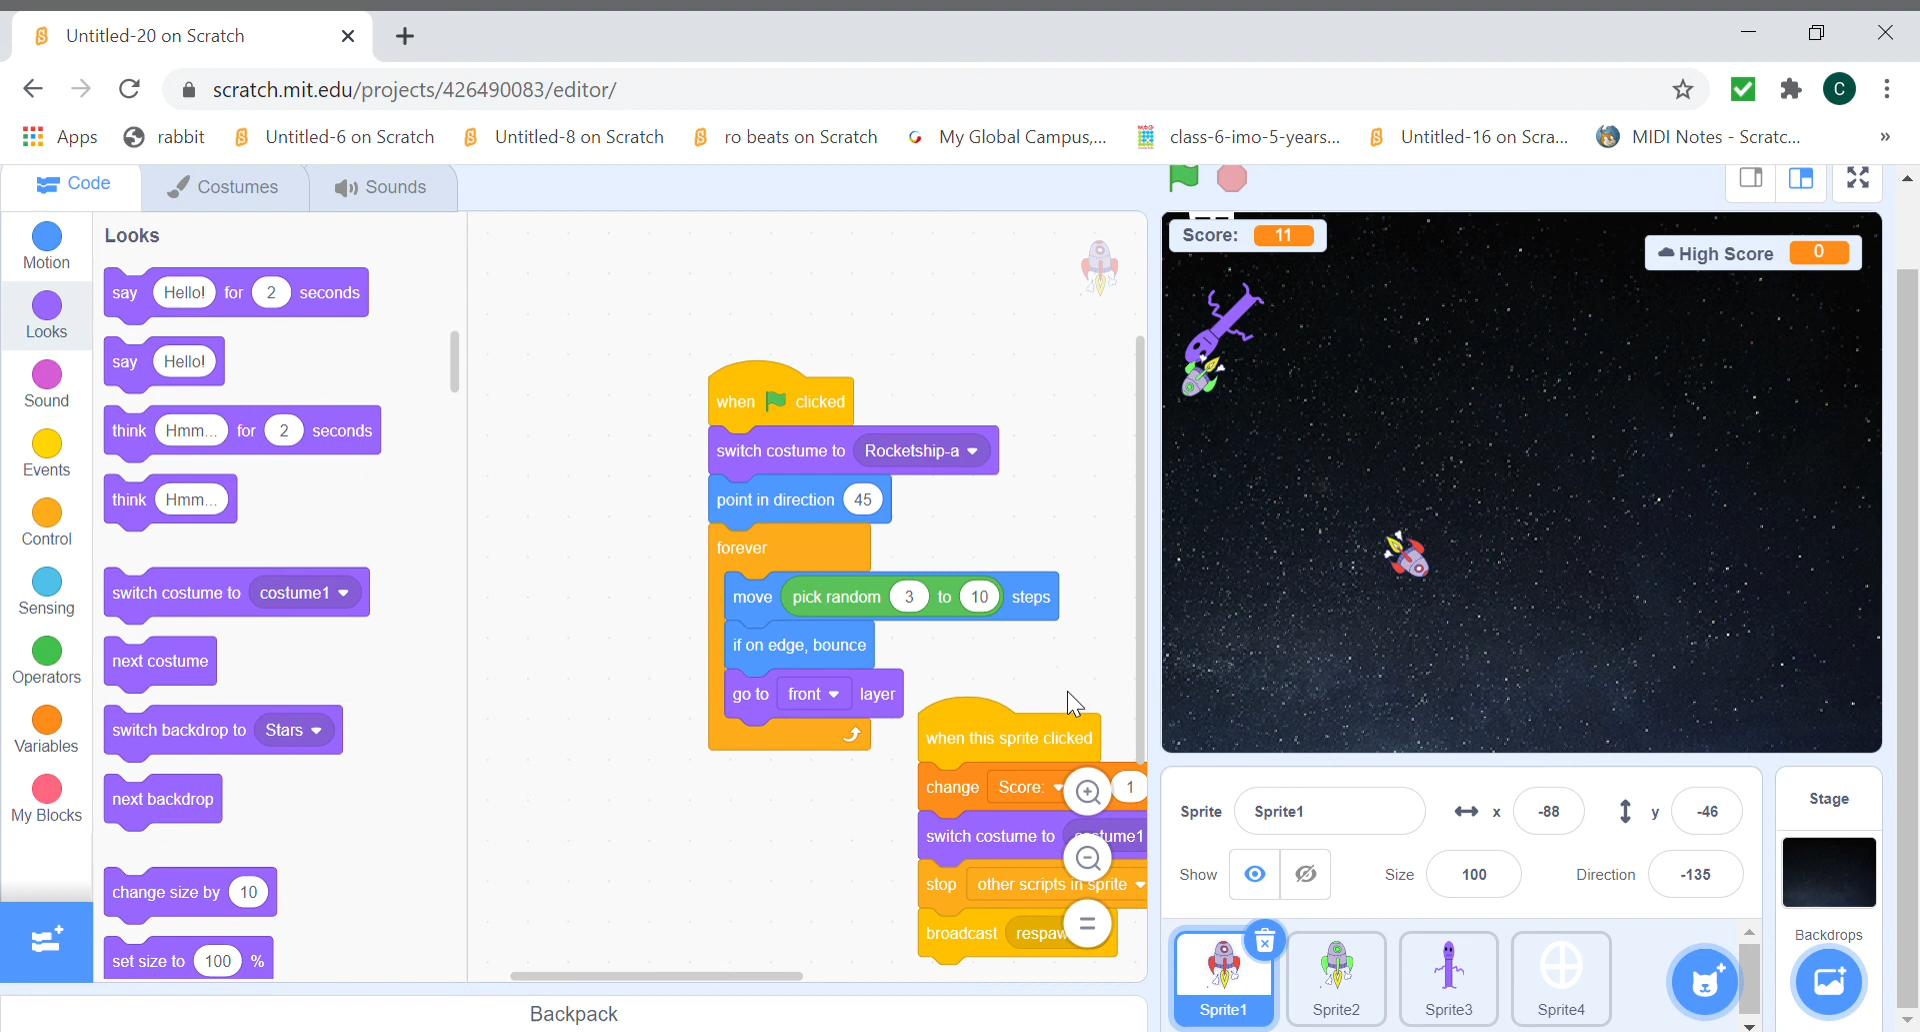 Untitled-20 on Scratch
scratch.mit.edu/projects/426490083/editor/
C
Apps rabbit Untitled-6 on Scratch Untitled-8 on Scratch ro beats on Scratch My Global Campus,... class-6-imo-5-years... Untitled-16 on Scra... MIDI Notes - Scratc... »
Code Costumes Sounds
Motion
Looks
Sound
Events
Control
Sensing
Operators
Variables
My Blocks
Looks
say Hello! for 2 seconds
say Hello!
think Hmm... for 2 seconds
think Hmm...
switch costume to costume1
next costume
switch backdrop to Stars
next backdrop
change size by 10
set size to 100 %
when clicked
switch costume to Rocketship-a
point in direction 45
forever
move pick random 3 to 10 steps
if on edge, bounce
go to front layer
when this sprite clicked
change Score: 1
switch costume to
stop other scripts in sprite
broadcast
Backpack
Score: 11
High Score 0
Sprite Sprite1 x -88 y -46
Show Size 100 Direction -135
Sprite1
Sprite2
Sprite3
Sprite4
Stage
Backdrops